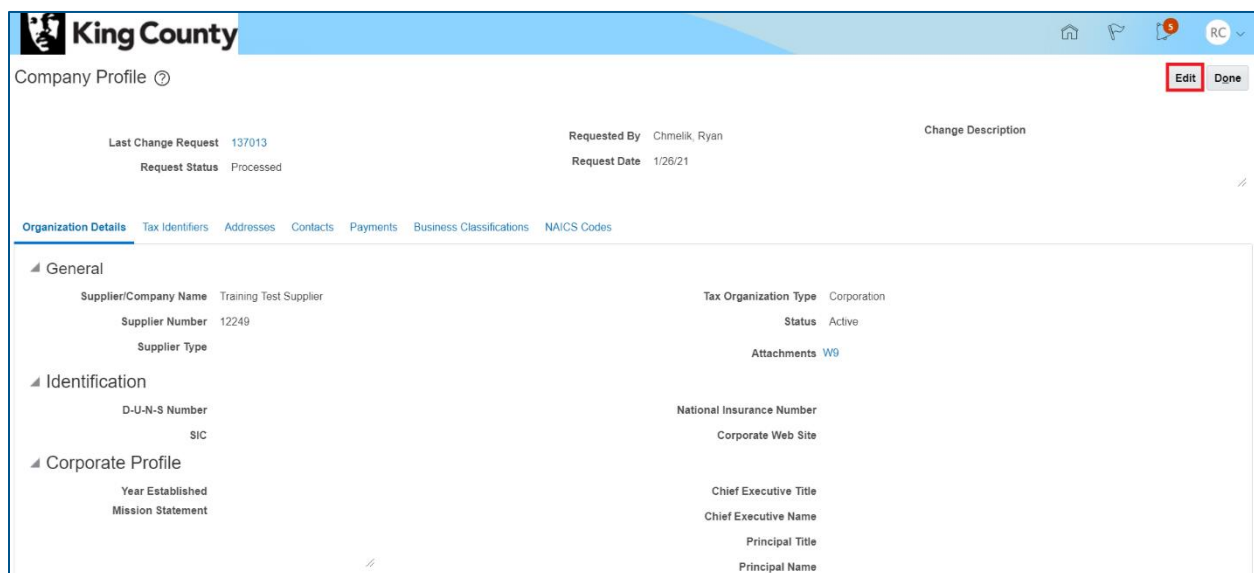 King County
5
RC
Company Profile ?
Edit Done
Last Change Request 137013
Requested By Chmelik, Ryan
Change Description
Request Status Processed
Request Date 1/26/21
Organization Details Tax Identifiers Addresses Contacts Payments Business Classifications NAICS Codes
General
Supplier/Company Name Training Test Supplier
Tax Organization Type Corporation
Supplier Number 12249
Status Active
Supplier Type
Attachments W9
Identification
D-U-N-S Number
National Insurance Number
SIC
Corporate Web Site
Corporate Profile
Year Established
Chief Executive Title
Mission Statement
Chief Executive Name
Principal Title
Principal Name